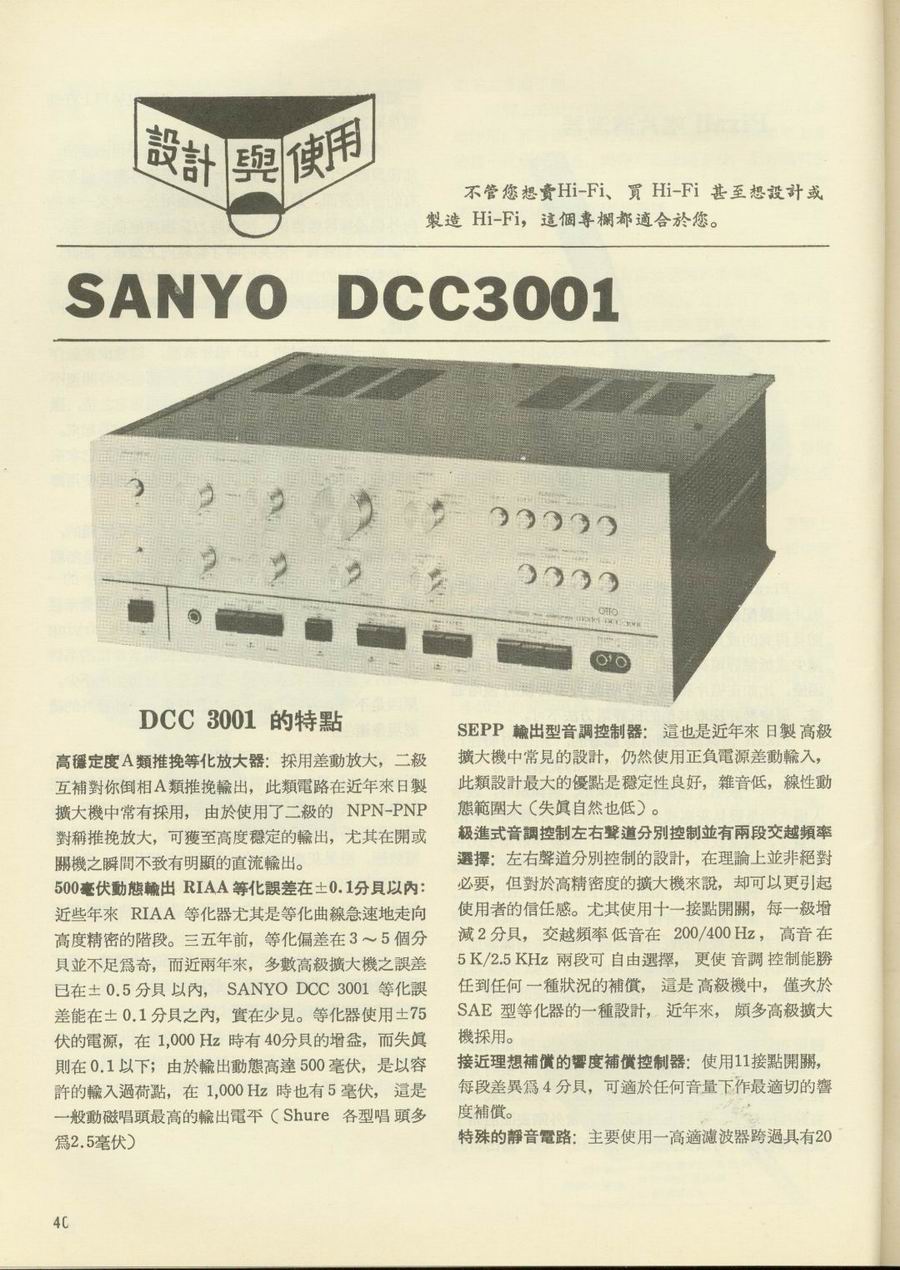 設計與使用
不管您想賣Hi-Fi、買 Hi-Fi 甚至想設計或
製造 Hi-Fi，這個專欄都適合於您。
SANYO DCC3001
OTTO
DCC 3001 的特點
高穩定度A類推挽等化放大器：採用差動放大，二級
互補對你倒相A類推挽輸出，此類電路在近年來日製
擴大機中常有採用，由於使用了二級的 NPN-PNP
對稱推挽放大，可獲至高度穩定的輸出，尤其在開或
關機之瞬間不致有明顯的直流輸出。
500毫伏動態輸出 RIAA 等化誤差在±0.1分貝以內：
近些年來 RIAA 等化器尤其是等化曲線急速地走向
高度精密的階段。三五年前，等化偏差在 3 ～ 5 個分
貝並不足爲奇，而近兩年來，多數高級擴大機之誤差
已在± 0.5 分貝 以內， SANYO DCC 3001 等化誤
差能在± 0.1 分貝之內，實在少見。等化器使用±75
伏的電源，在 1,000 Hz 時有 40分貝的增益，而失眞
則在 0.1 以下；由於輸出動態高達 500 毫伏，是以容
許的輸入過荷點，在 1,000 Hz 時也有 5 毫伏， 這是
一般動磁唱頭最高的輸出電平（ Shure 各型唱 頭多
爲2.5毫伏）
SEPP 輸出型音調控制器： 這也是近年來 日製 高級
擴大機中常見的設計，仍然使用正負電源差動輸入，
此類設計最大的優點是穩定性良好，雜音低，線性動
態範圍大（失眞自然也低）。
級進式音調控制左右聲道分別控制並有兩段交越頻率
選擇：左右聲道分別控制的設計，在理論上並非絕對
必要，但對於高精密度的擴大機來說，却可以更引起
使用者的信任感。尤其使用十一接點開關，每一級增
減 2 分貝， 交越頻率 低音在 200/400 Hz ， 高音 在
5 K/2.5 KHz 兩段可 自由選擇， 更使 音調 控制能勝
任到任何 一種狀況的補償， 這是 高級機中， 僅次於
SAE 型等化器的一種設計， 近年來， 頗多高級擴大
機採用。
接近理想補償的響度補償控制器：使用11接點開關，
每段差異爲 4 分貝，可適於任何音量下作最適切的響
度補償。
特殊的靜音電路：主要使用一高通濾波器跨過具有20
40